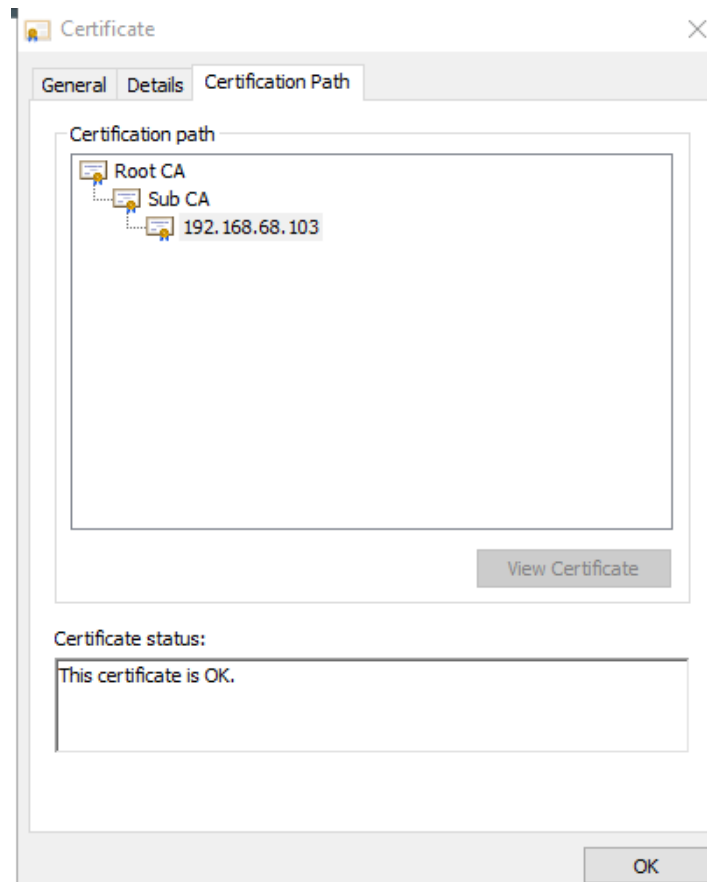 Certificate
General Details Certification Path
Certification path
Root CA
Sub CA
192.168.68.103
View Certificate
Certificate status:
This certificate is OK.
OK